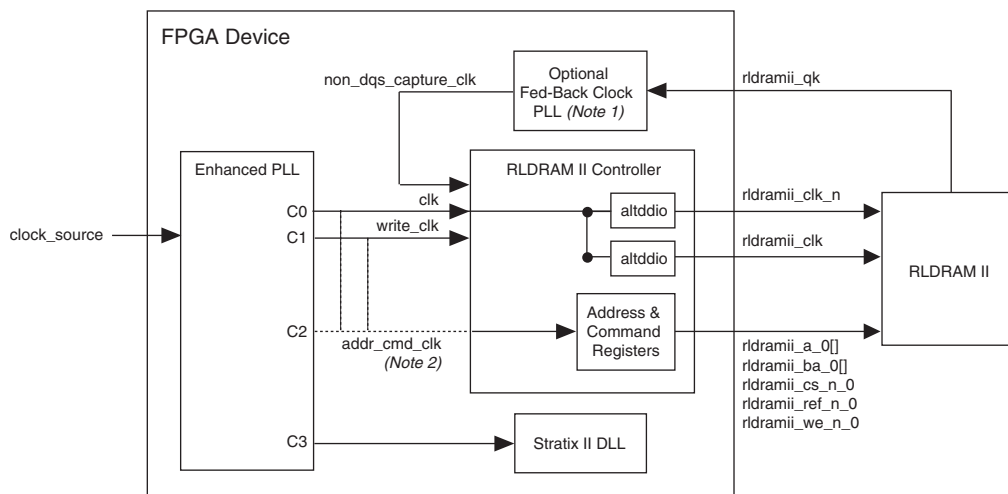 FPGA Device
non_dqs_capture_clk
Optional
Fed-Back Clock
PLL (Note 1)
rldramii_qk
Enhanced PLL
RLDRAM II Controller
C0
clk
altddio
rldramii_clk_n
clock_source
C1
write_clk
altddio
rldramii_clk
RLDRAM II
C2
addr_cmd_clk
(Note 2)
Address &
Command
Registers
rldramii_a_0[]
rldramii_ba_0[]
rldramii_cs_n_0
rldramii_ref_n_0
rldramii_we_n_0
C3
Stratix II DLL